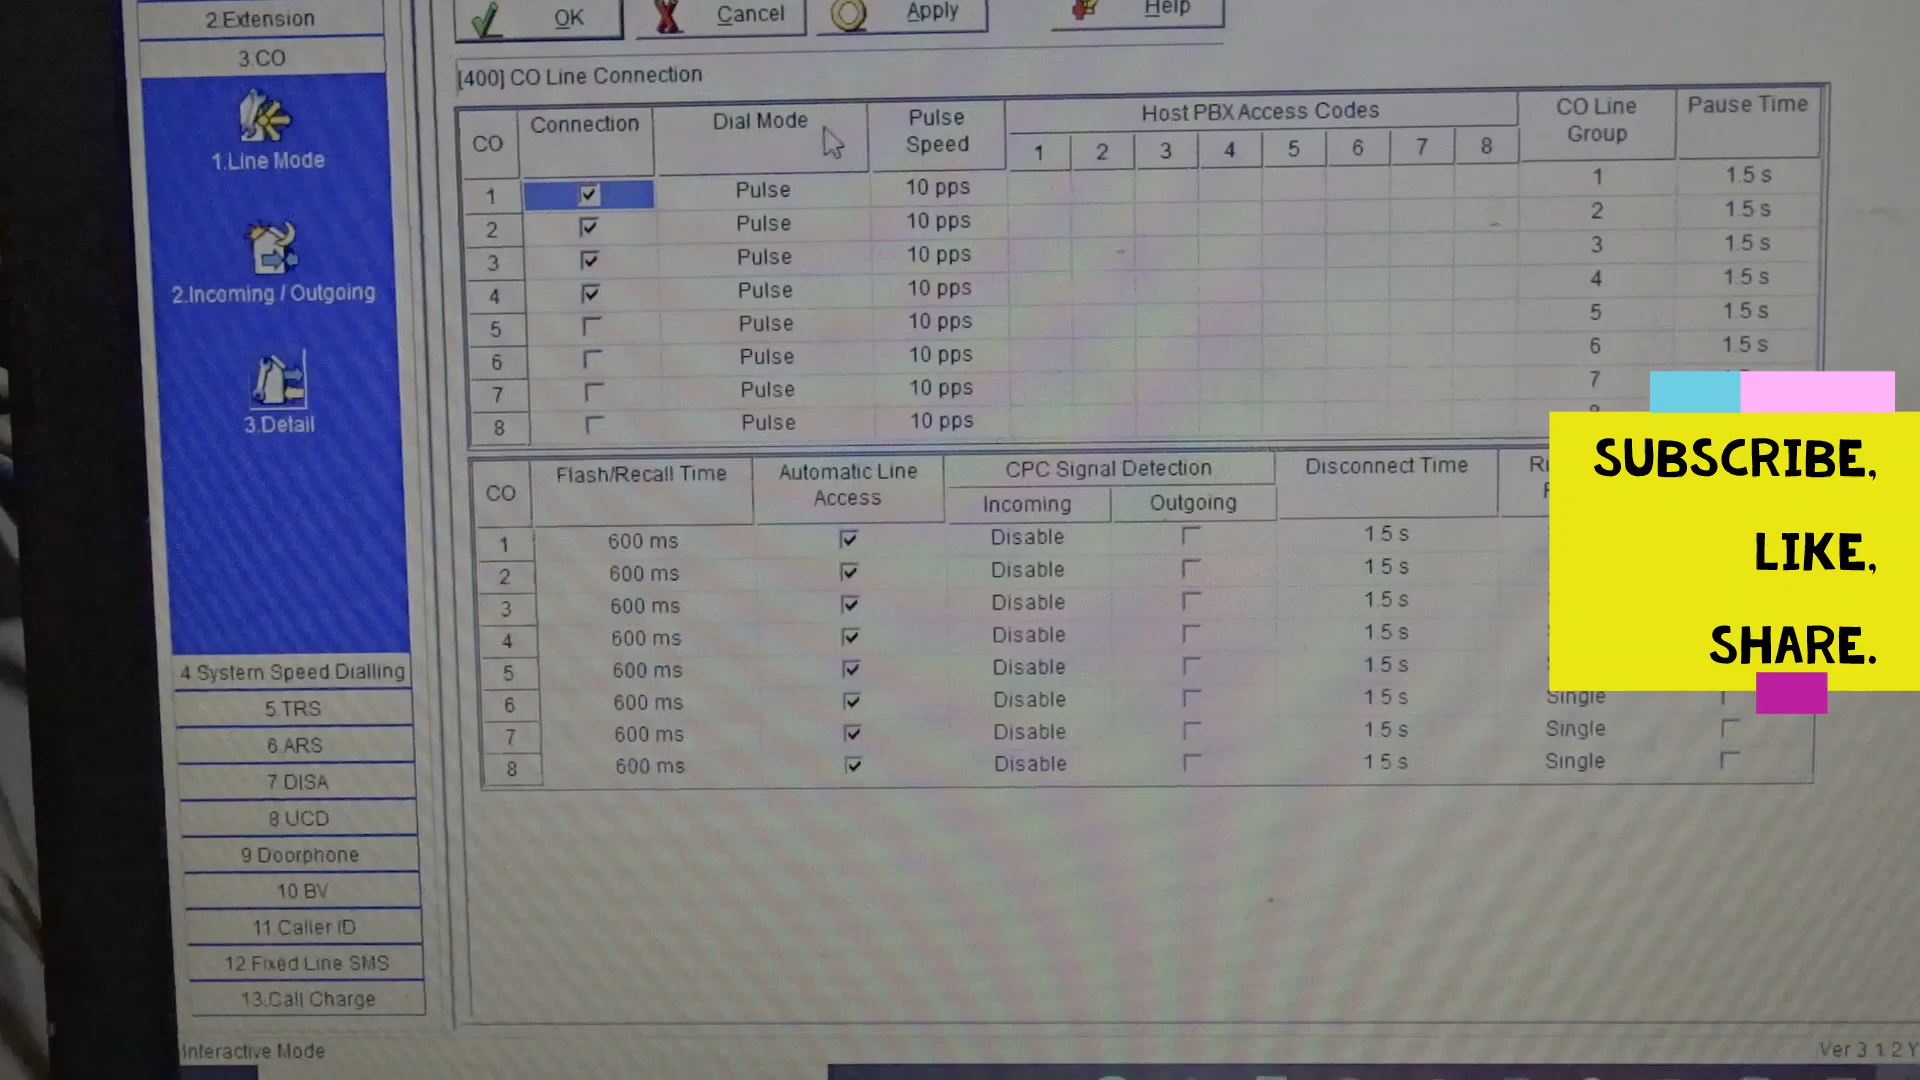 2.Extension
OK
Cancel
Apply
Help
3.CO
[400] CO Line Connection
CO Connection Dial Mode Pulse Speed Host PBX Access Codes CO Line Group Pause Time
1 2 3 4 5 6 7 8
1 Pulse 10 pps 1 1.5 s
2 Pulse 10 pps 2 1.5 s
3 Pulse 10 pps 3 1.5 s
4 Pulse 10 pps 4 1.5 s
5 Pulse 10 pps 5 1.5 s
6 Pulse 10 pps 6 1.5 s
7 Pulse 10 pps 7
8 Pulse 10 pps
1.Line Mode
2.Incoming / Outgoing
3.Detail
CO Flash/Recall Time Automatic Line Access CPC Signal Detection Disconnect Time
Incoming Outgoing
1 600 ms Disable 1.5 s
2 600 ms Disable 1.5 s
3 600 ms Disable 1.5 s
4 600 ms Disable 1.5 s
5 600 ms Disable 1.5 s
6 600 ms Disable 1.5 s Single
7 600 ms Disable 1.5 s Single
8 600 ms Disable 1.5 s Single
SUBSCRIBE,
LIKE,
SHARE.
4.System Speed Dialling
5.TRS
6.ARS
7.DISA
8.UCD
9.Doorphone
10.BV
11.Caller ID
12.Fixed Line SMS
13.Call Charge
Interactive Mode
Ver 3.1.2 Y